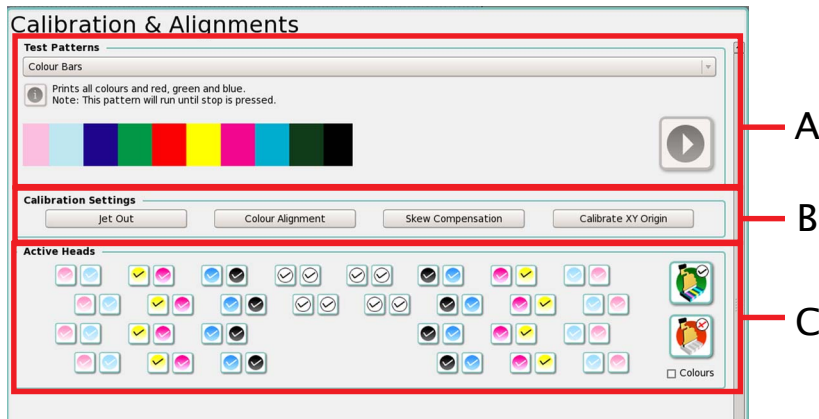 Calibration & Alignments
Test Patterns
Colour Bars
Prints all colours and red, green and blue.
Note: This pattern will run until stop is pressed.
A
Calibration Settings
Jet Out Colour Alignment Skew Compensation Calibrate XY Origin
B
Active Heads
C
Colours